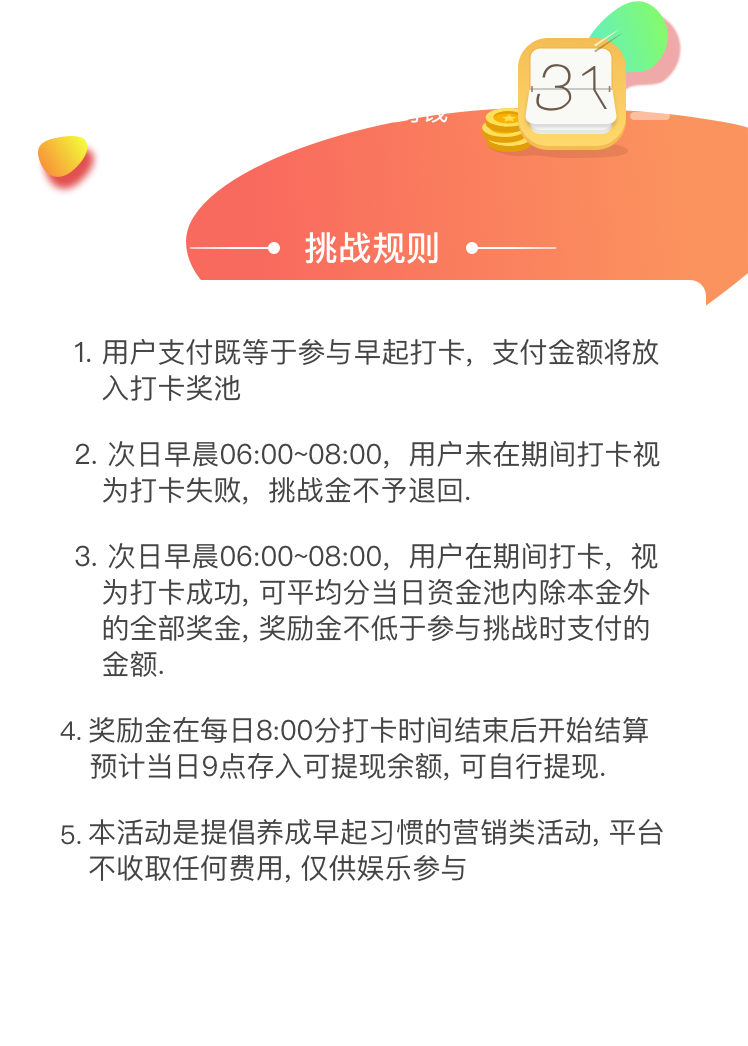 31
挑战规则
1. 用户支付既等于参与早起打卡，支付金额将放
入打卡奖池
2. 次日早晨06:00~08:00，用户未在期间打卡视
为打卡失败，挑战金不予退回.
3. 次日早晨06:00~08:00，用户在期间打卡，视
为打卡成功, 可平均分当日资金池内除本金外
的全部奖金, 奖励金不低于参与挑战时支付的
金额.
4. 奖励金在每日8:00分打卡时间结束后开始结算
预计当日9点存入可提现余额, 可自行提现.
5. 本活动是提倡养成早起习惯的营销类活动, 平台
不收取任何费用, 仅供娱乐参与